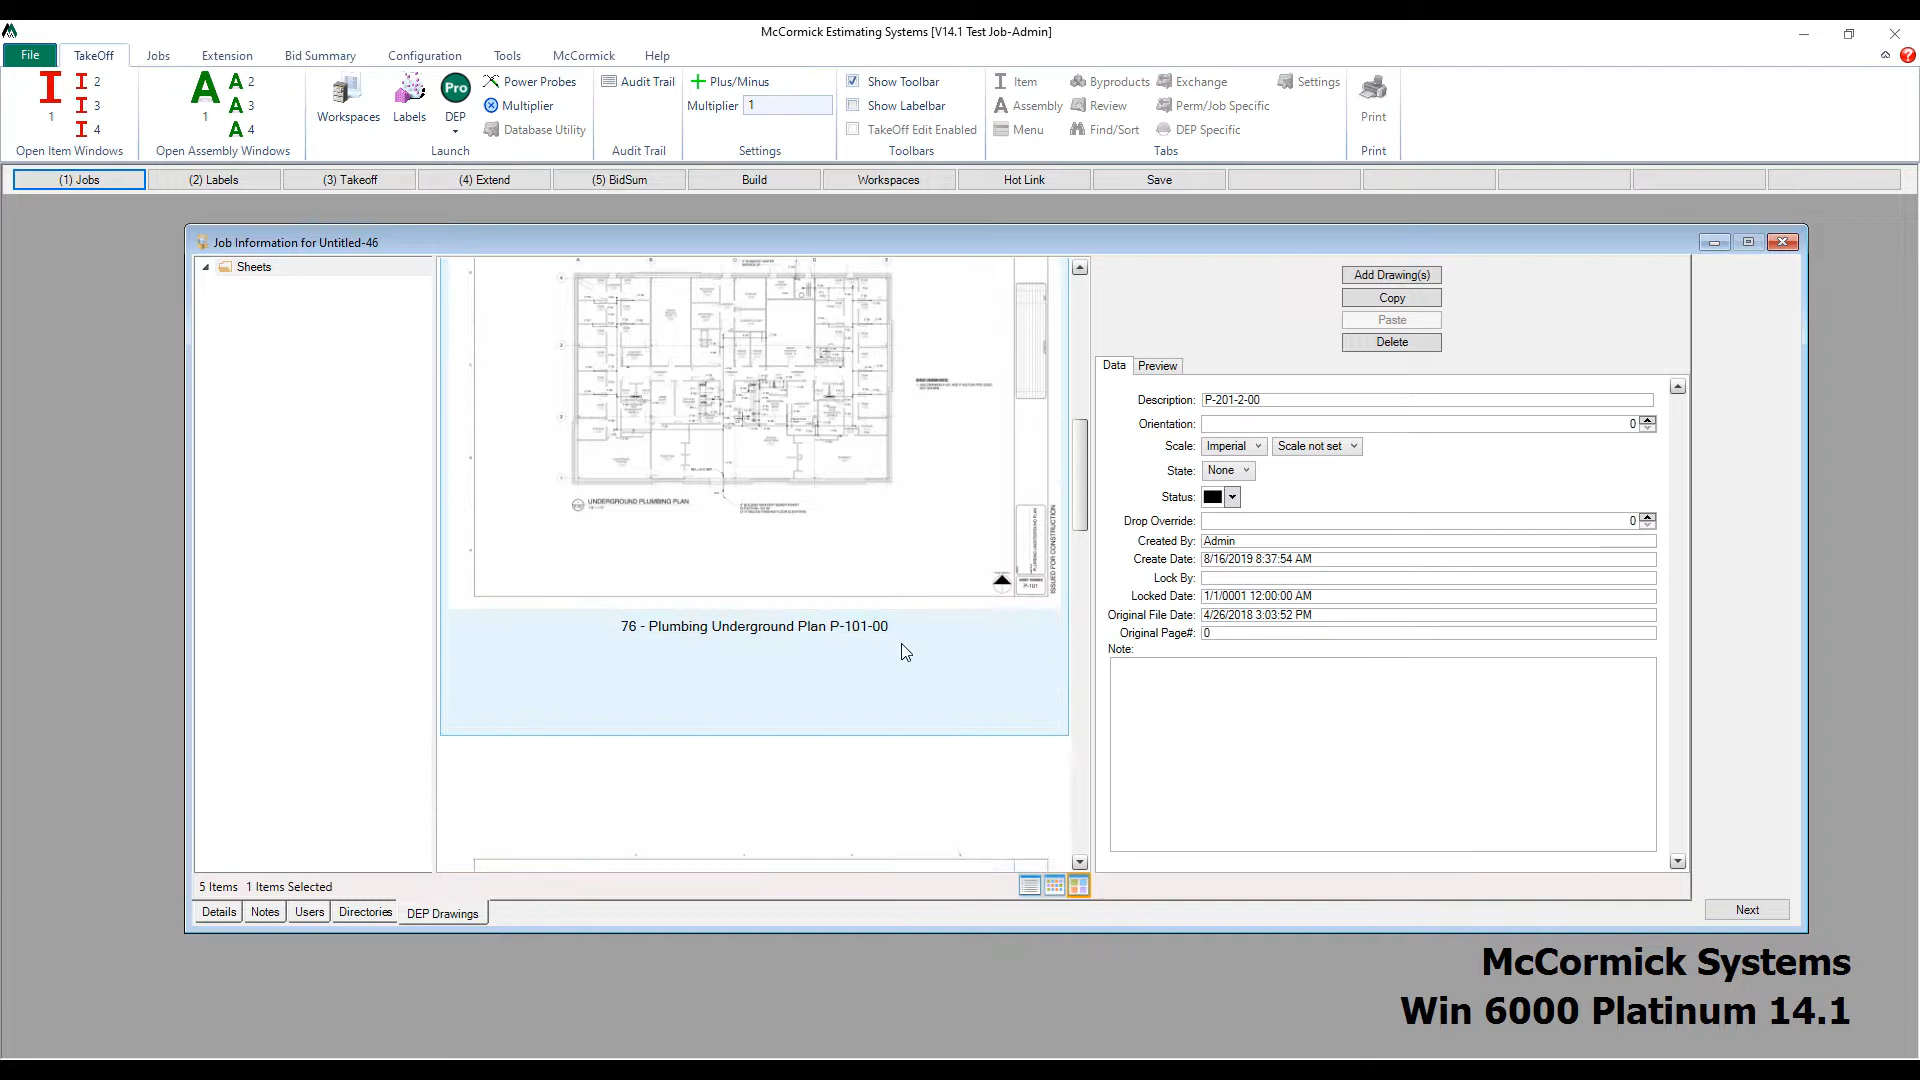 McCormick Estimating Systems [V14.1 Test Job-Admin]
File TakeOff Jobs Extension Bid Summary Configuration Tools McCormick Help
I 1 I 2 I 3 I 4
Open Item Windows
A 1 A 2 A 3 A 4
Open Assembly Windows
Workspaces Labels Pro DEP
Power Probes
Multiplier
Database Utility
Launch
Audit Trail
Audit Trail
Plus/Minus
Multiplier 1
Settings
Show Toolbar
Show Labelbar
TakeOff Edit Enabled
Toolbars
Item Byproducts Exchange Settings
Assembly Review Perm/Job Specific
Menu Find/Sort DEP Specific
Tabs
Print
Print
(1) Jobs (2) Labels (3) Takeoff (4) Extend (5) BidSum Build Workspaces Hot Link Save
Job Information for Untitled-46
Sheets
UNDERGROUND PLUMBING PLAN
PLUMBING UNDERGROUND PLAN
P-101
ISSUED FOR CONSTRUCTION
76 - Plumbing Underground Plan P-101-00
Add Drawing(s)
Copy
Paste
Delete
Data Preview
Description: P-201-2-00
Orientation: 0
Scale: Imperial Scale not set
State: None
Status:
Drop Override: 0
Created By: Admin
Create Date: 8/16/2019 8:37:54 AM
Lock By:
Locked Date: 1/1/0001 12:00:00 AM
Original File Date: 4/26/2018 3:03:52 PM
Original Page#: 0
Note:
5 Items 1 Items Selected
Details Notes Users Directories DEP Drawings
Next
McCormick Systems
Win 6000 Platinum 14.1